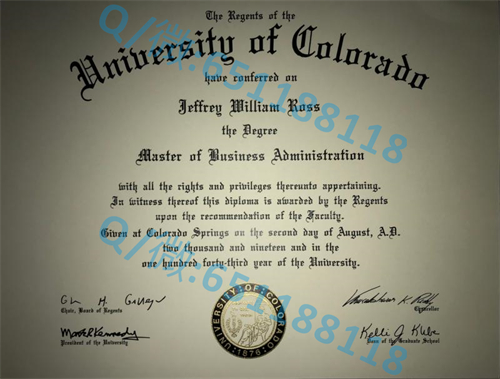 The Regents of the
University of Colorado
have conferred on
Jeffrey William Ross
the Degree
Master of Business Administration
with all the rights and privileges thereunto appertaining.
In witness thereof this diploma is awarded by the Regents
upon the recommendation of the Faculty.
Given at Colorado Springs on the second day of August, A.D.
two thousand and nineteen and in the
one hundred forty-third year of the University.
Chair, Board of Regents
Chancellor
President of the University
Dean of the Graduate School
UNIVERSITY OF COLORADO
1876
Q/微:651188118
Q/微:651188118